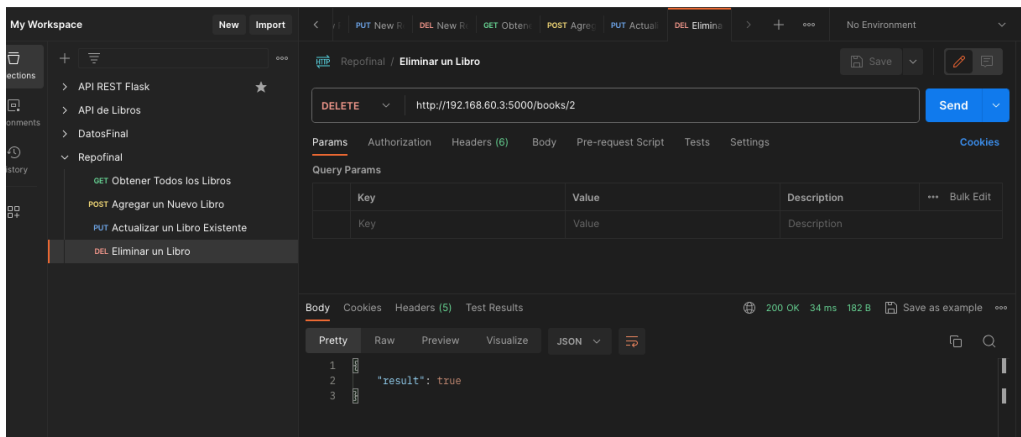 My Workspace New Import PUT New R DEL New R GET Obten POST Agreg PUT Actual DEL Elimina No Environment
ections
onments
istory
API REST Flask
API de Libros
DatosFinal
Repofinal
GET Obtener Todos los Libros
POST Agregar un Nuevo Libro
PUT Actualizar un Libro Existente
DEL Eliminar un Libro
HTTP Repofinal / Eliminar un Libro Save
DELETE http://192.168.60.3:5000/books/2 Send
Params Authorization Headers (6) Body Pre-request Script Tests Settings Cookies
Query Params
Key Value Description Bulk Edit
Key Value Description
Body Cookies Headers (5) Test Results 200 OK 34 ms 182 B Save as example
Pretty Raw Preview Visualize JSON
1 {
2 "result": true
3 }